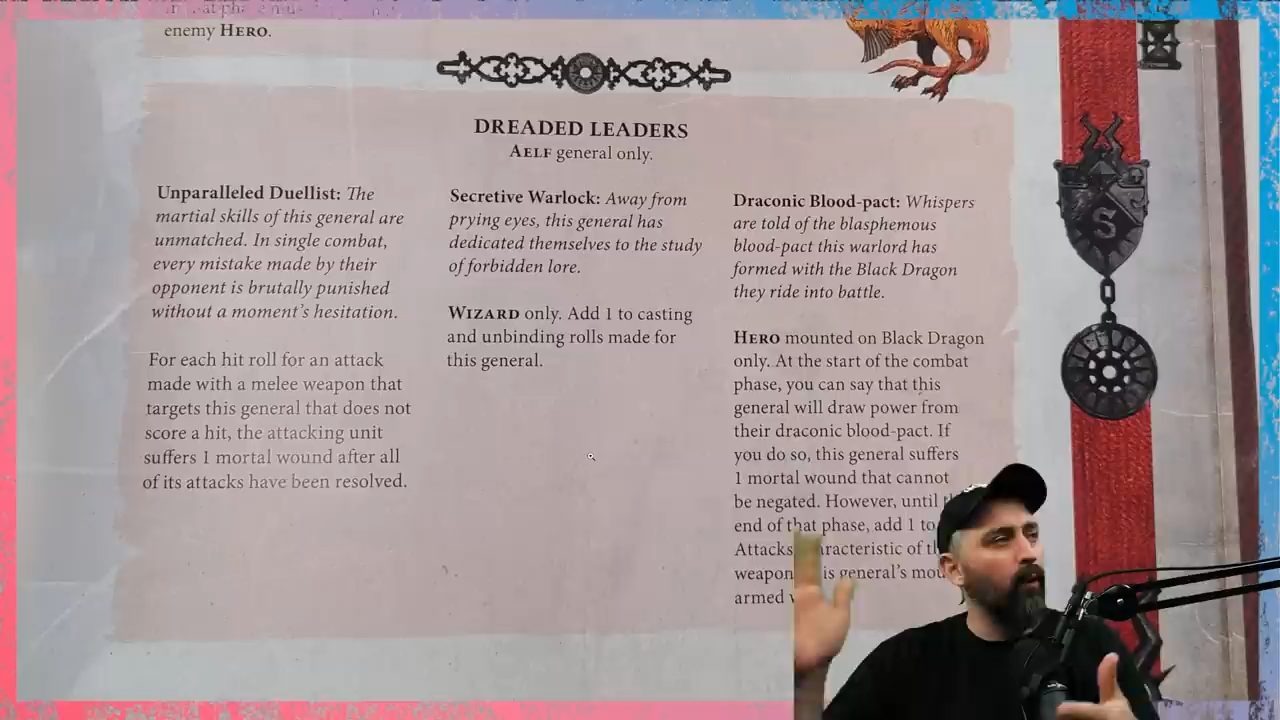 enemy HERO.
DREADED LEADERS
AELF general only.
Unparalleled Duellist: The
martial skills of this general are
unmatched. In single combat,
every mistake made by their
opponent is brutally punished
without a moment's hesitation.
For each hit roll for an attack
made with a melee weapon that
targets this general that does not
score a hit, the attacking unit
suffers 1 mortal wound after all
of its attacks have been resolved.
Secretive Warlock: Away from
prying eyes, this general has
dedicated themselves to the study
of forbidden lore.
WIZARD only. Add 1 to casting
and unbinding rolls made for
this general.
Draconic Blood-pact: Whispers
are told of the blasphemous
blood-pact this warlord has
formed with the Black Dragon
they ride into battle.
HERO mounted on Black Dragon
only. At the start of the combat
phase, you can say that this
general will draw power from
their draconic blood-pact. If
you do so, this general suffers
1 mortal wound that cannot
be negated. However, until
end of that phase, add 1 to
Attacks of
general's
armed
S